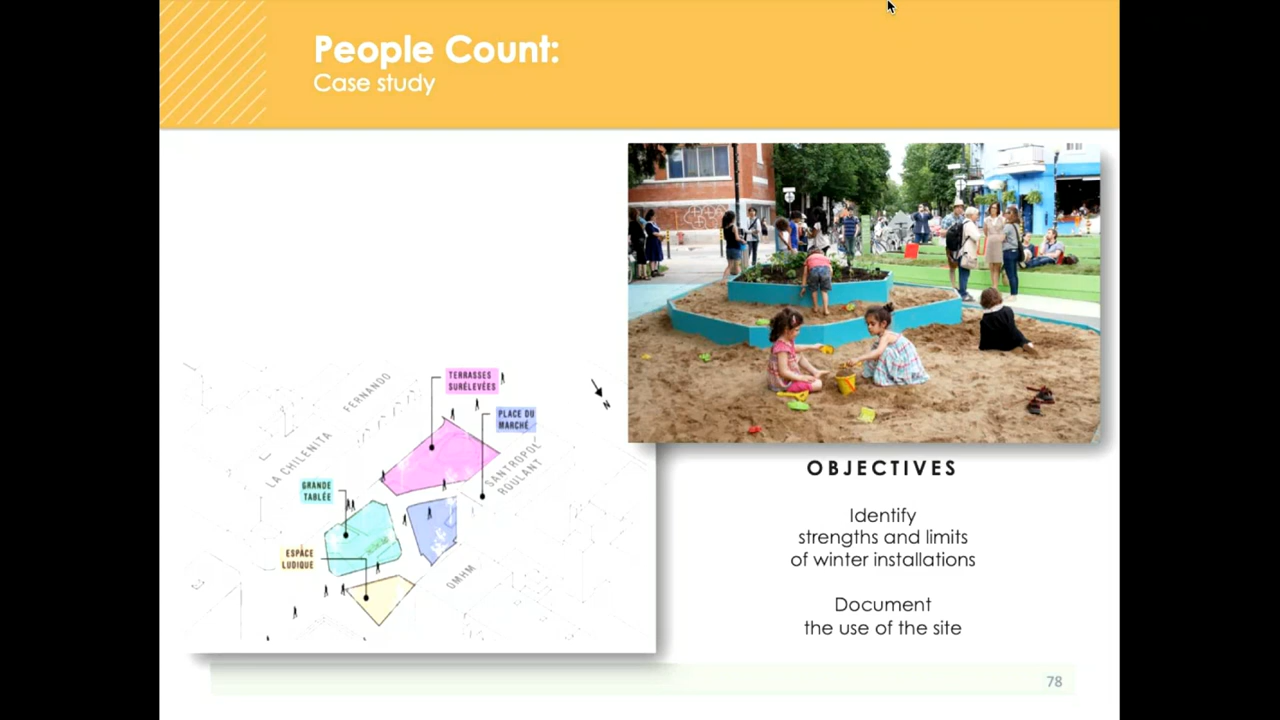 People Count:
Case study
FERNANDO
TERRASSES
SURÉLEVÉES
N
PLACE DU
MARCHÉ
LA CHILENITA
SANTROPOL
ROULANT
GRANDE
TABLÉE
ESPACE
LUDIQUE
OMHM
OBJECTIVES
Identify
strengths and limits
of winter installations
Document
the use of the site
78